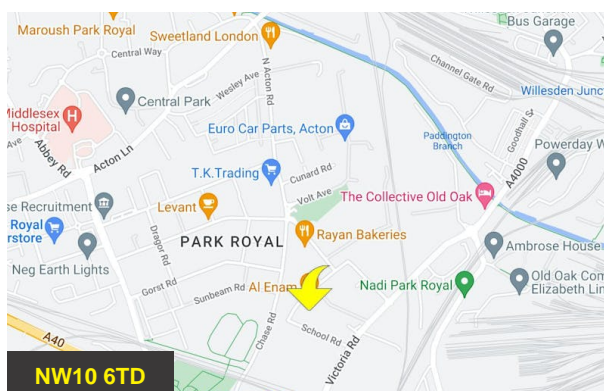 Maroush Park Royal
Sweetland London
Bus Garage
Central Way
Wesley Ave
N Acton Rd
Channel Gate Rd
Willesden Junc
Central Park
Middlesex
Hospital
H
Goodhall St
Euro Car Parts, Acton
Paddington
Branch
Ave
Abbey Rd
Acton Ln
Powerday W
A4000
T.K.Trading
Cunard Rd
Volt Ave
The Collective Old Oak
se Recruitment
Levant
Royal
erstore
Dragor Rd
PARK ROYAL
Rayan Bakeries
Ambrose House
Neg Earth Lights
Gorst Rd
Sunbeam Rd
Al Enam
Nadi Park Royal
Old Oak Com
Elizabeth Lin
Chase Rd
School Rd
Victoria Rd
A40
NW10 6TD